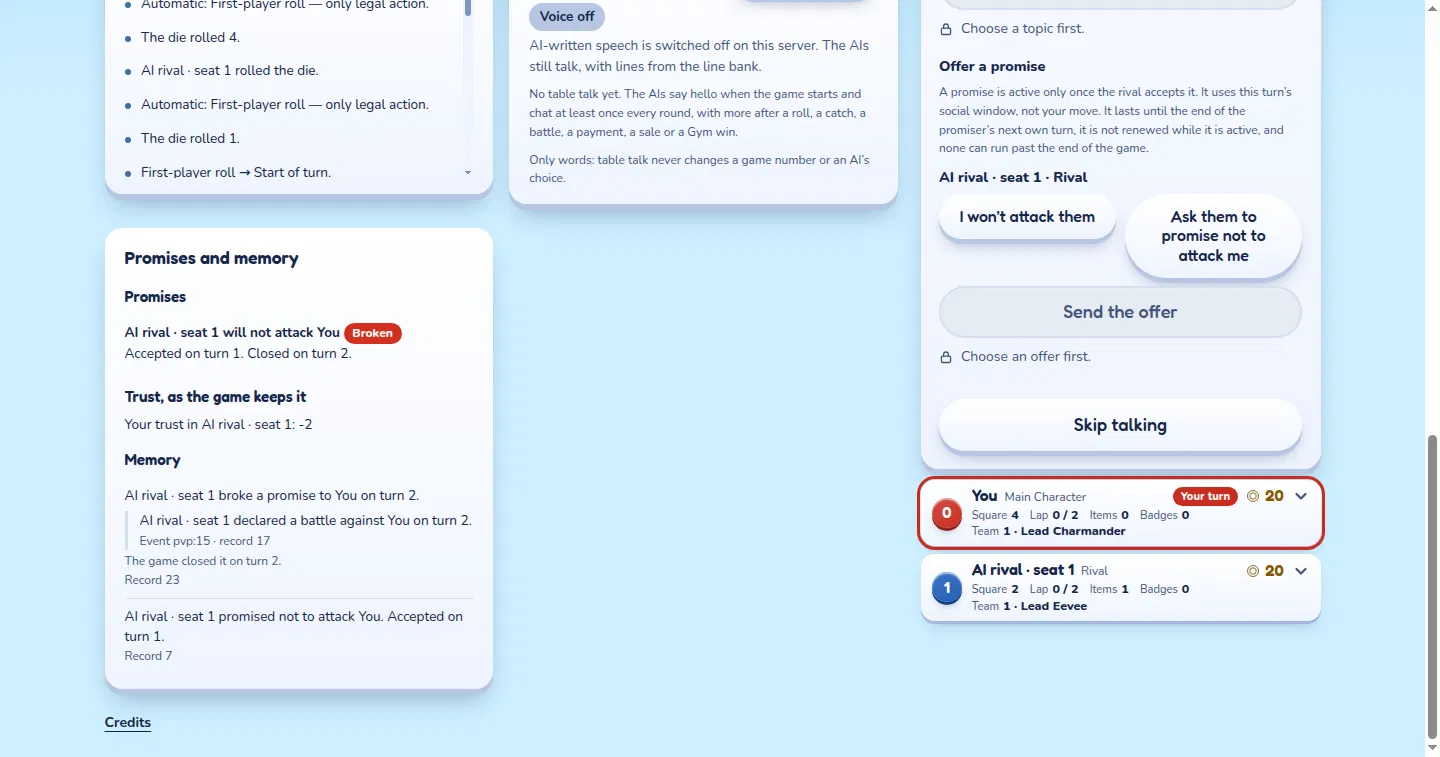 Automatic: First-player roll — only legal action.
The die rolled 4.
AI rival · seat 1 rolled the die.
Automatic: First-player roll — only legal action.
The die rolled 1.
First-player roll → Start of turn.
Promises and memory
Promises
AI rival · seat 1 will not attack You Broken
Accepted on turn 1. Closed on turn 2.
Trust, as the game keeps it
Your trust in AI rival · seat 1: -2
Memory
AI rival · seat 1 broke a promise to You on turn 2.
AI rival · seat 1 declared a battle against You on turn 2.
Event pvp:15 · record 17
The game closed it on turn 2.
Record 23
AI rival · seat 1 promised not to attack You. Accepted on
turn 1.
Record 7
Credits
Voice off
AI-written speech is switched off on this server. The AIs
still talk, with lines from the line bank.
No table talk yet. The AIs say hello when the game starts and
chat at least once every round, with more after a roll, a catch, a
battle, a payment, a sale or a Gym win.
Only words: table talk never changes a game number or an AI’s
choice.
Choose a topic first.
Offer a promise
A promise is active only once the rival accepts it. It uses this turn’s
social window, not your move. It lasts until the end of the
promiser’s next own turn, it is not renewed while it is active, and
none can run past the end of the game.
AI rival · seat 1 · Rival
I won’t attack them
Ask them to
promise not to
attack me
Send the offer
Choose an offer first.
Skip talking
0
You Main Character Your turn 20
Square 4 Lap 0 / 2 Items 0 Badges 0
Team 1 · Lead Charmander
1
AI rival · seat 1 Rival 20
Square 2 Lap 0 / 2 Items 1 Badges 0
Team 1 · Lead Eevee